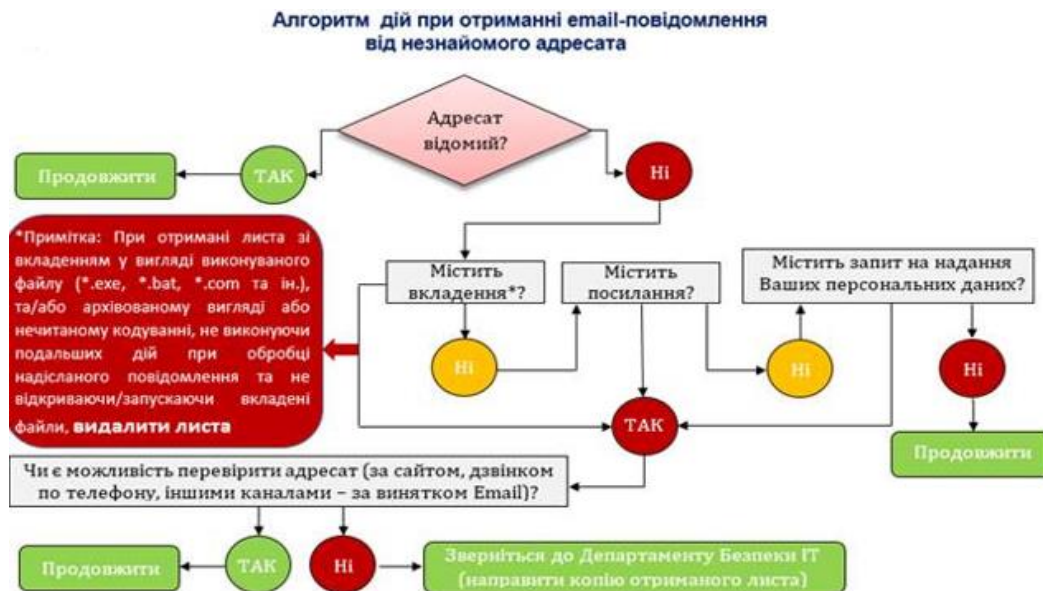 Алгоритм дій при отриманні email-повідомлення
від незнайомого адресата
Адресат
відомий?
Продовжити
ТАК
Ні
*Примітка: При отримані листа зі
вкладенням у вигляді виконуваного
файлу (*.exe, *.bat, *.com та ін.),
та/або архівованому вигляді або
нечитаному кодуванні, не виконуючи
подальших дій при обробці
надісланого повідомлення та не
відкриваючи/запускаючи вкладені
файли, видалити листа
Містить
вкладення*?
Містить
посилання?
Містить запит на надання
Ваших персональних даних?
Ні
Ні
Ні
ТАК
Продовжити
Чи є можливість перевірити адресат (за сайтом, дзвінком
по телефону, іншими каналами – за винятком Email)?
Продовжити
ТАК
Ні
Зверніться до Департаменту Безпеки ІТ
(направити копію отриманого листа)